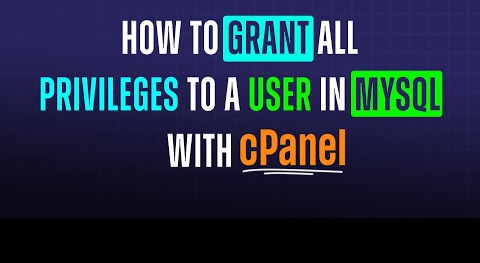 HOW TO GRANT ALL
PRIVILEGES TO A USER IN MYSQL
WITH cPanel